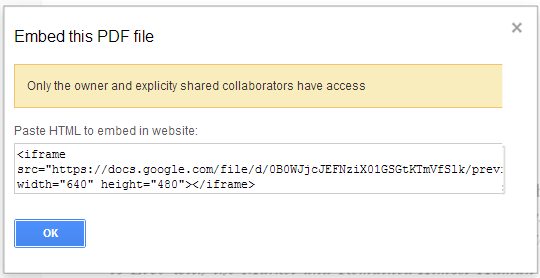 Embed this PDF file
Only the owner and explicity shared collaborators have access
Paste HTML to embed in website:
<iframe
src="https://docs.google.com/file/d/0B0WJjcJEFNziX01GSGtKTmVfSlk/prev
width="640" height="480"></iframe>
OK